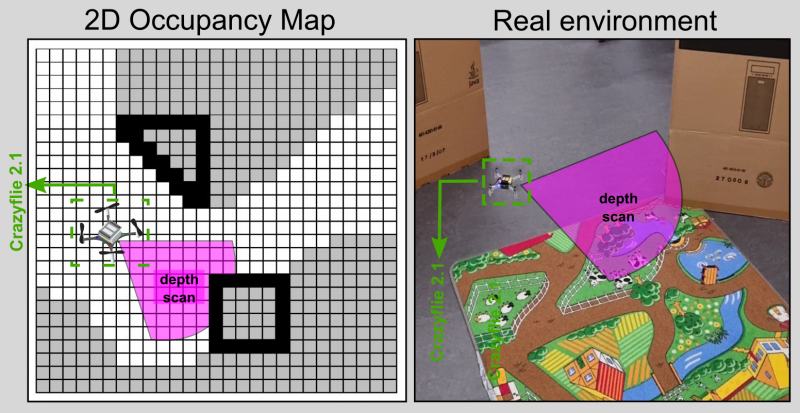 2D Occupancy Map
Real environment
Crazyflie 2.1
depth
scan
Crazyflie 2.1
depth
scan